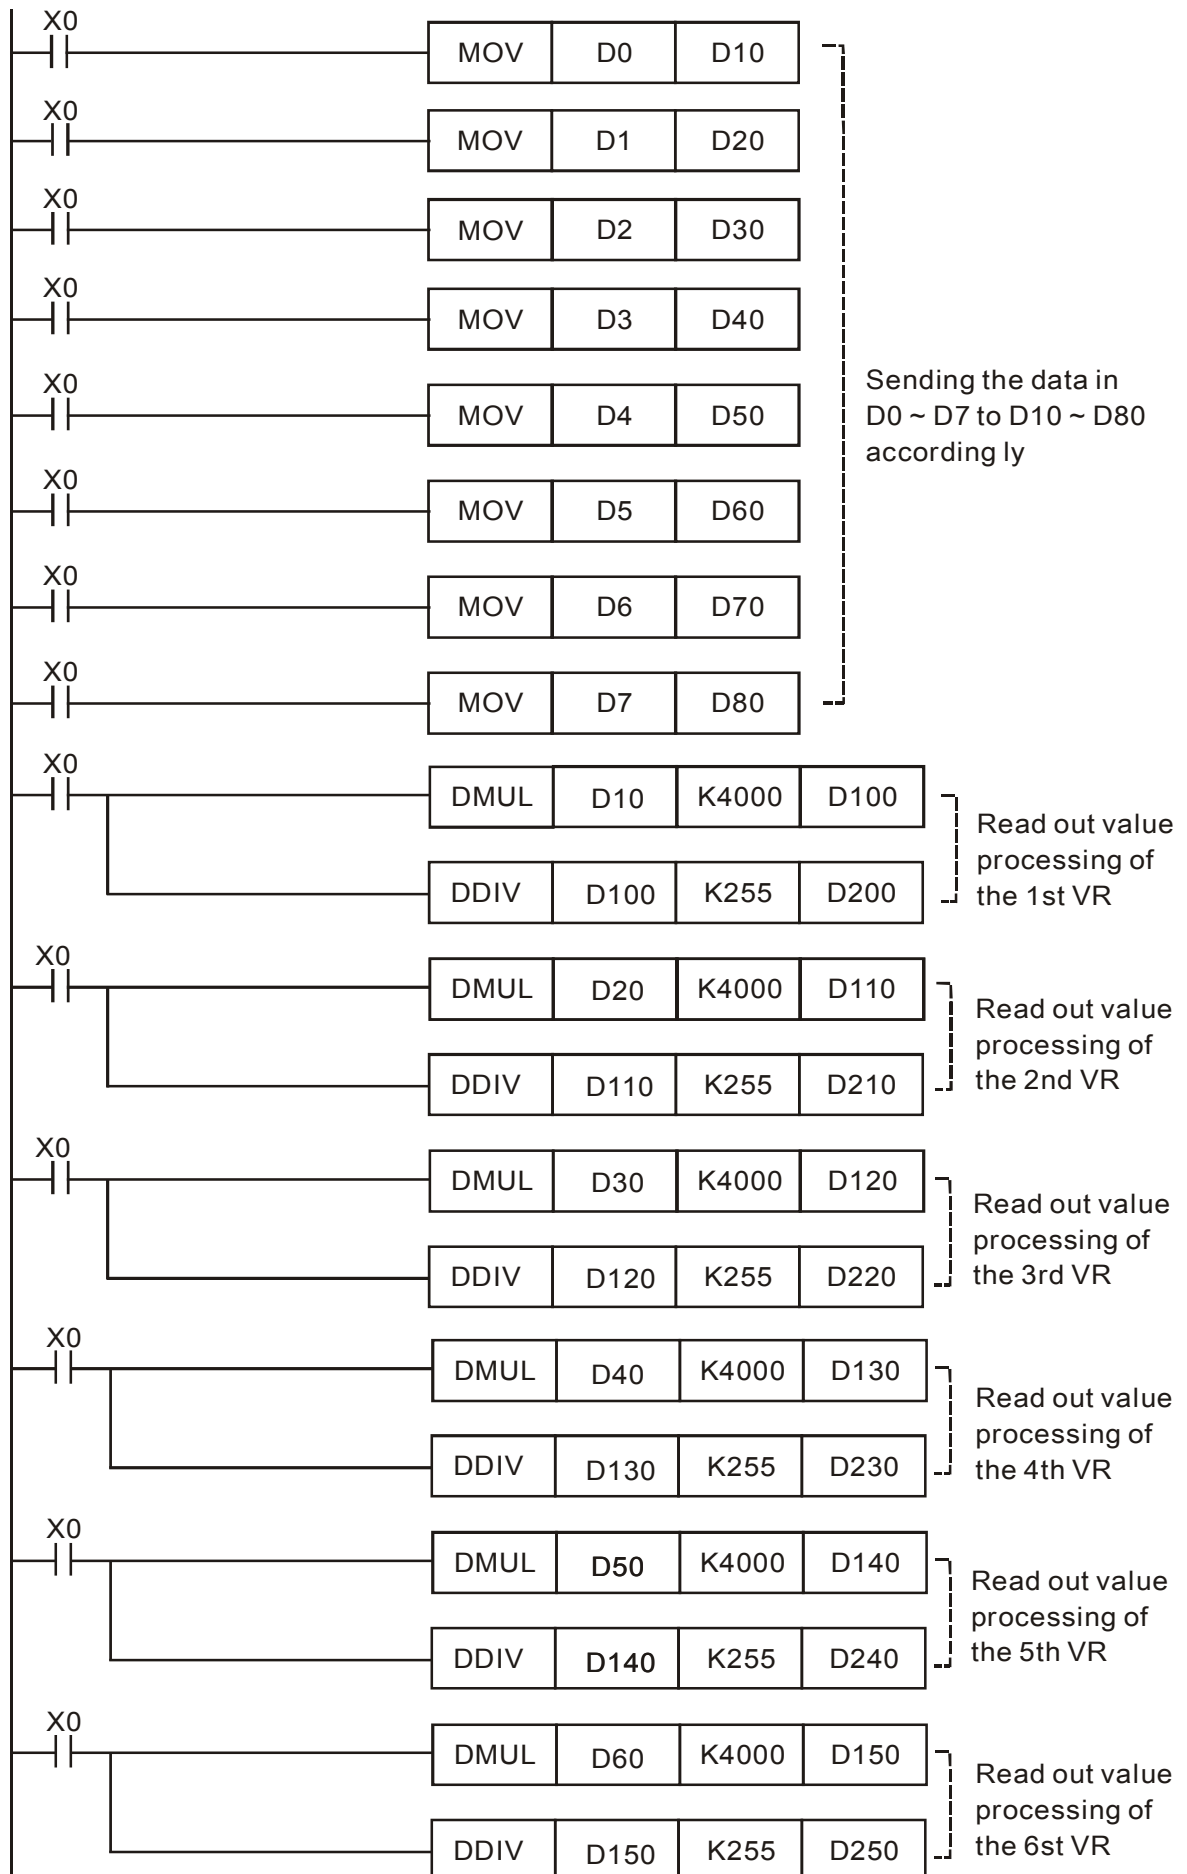 X0
MOV D0 D10
X0
MOV D1 D20
X0
MOV D2 D30
X0
MOV D3 D40
X0
MOV D4 D50
X0
MOV D5 D60
X0
MOV D6 D70
X0
MOV D7 D80
Sending the data in
D0 ~ D7 to D10 ~ D80
according ly
X0
DMUL D10 K4000 D100
DDIV D100 K255 D200
Read out value
processing of
the 1st VR
X0
DMUL D20 K4000 D110
DDIV D110 K255 D210
Read out value
processing of
the 2nd VR
X0
DMUL D30 K4000 D120
DDIV D120 K255 D220
Read out value
processing of
the 3rd VR
X0
DMUL D40 K4000 D130
DDIV D130 K255 D230
Read out value
processing of
the 4th VR
X0
DMUL D50 K4000 D140
DDIV D140 K255 D240
Read out value
processing of
the 5th VR
X0
DMUL D60 K4000 D150
DDIV D150 K255 D250
Read out value
processing of
the 6st VR